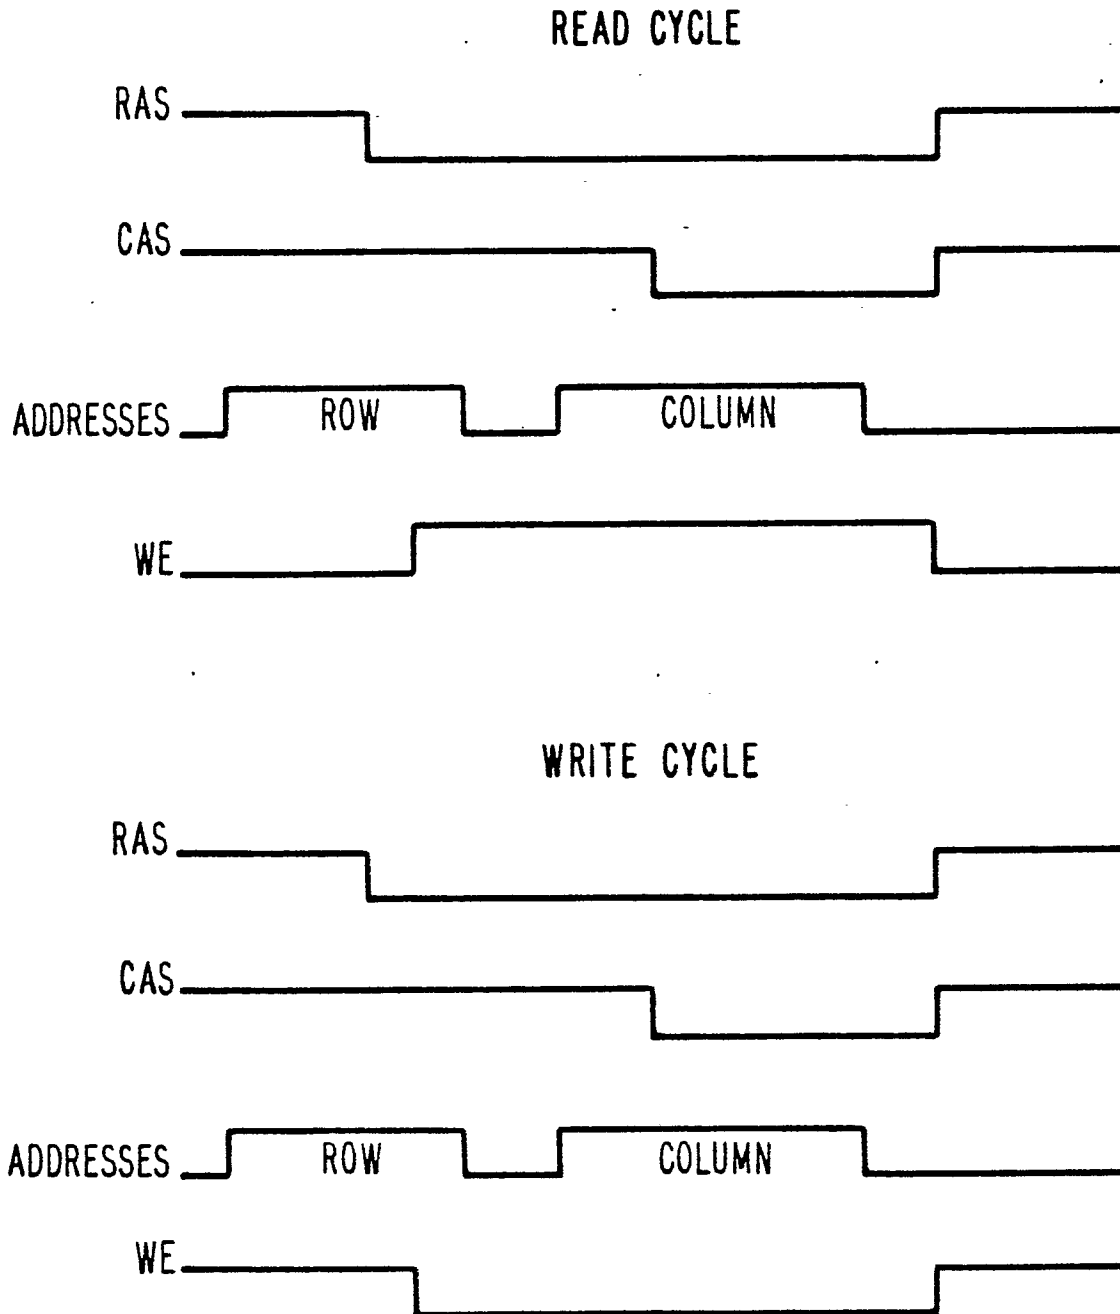 READ CYCLE
RAS
CAS
ADDRESSES ROW COLUMN
WE
WRITE CYCLE
RAS
CAS
ADDRESSES ROW COLUMN
WE